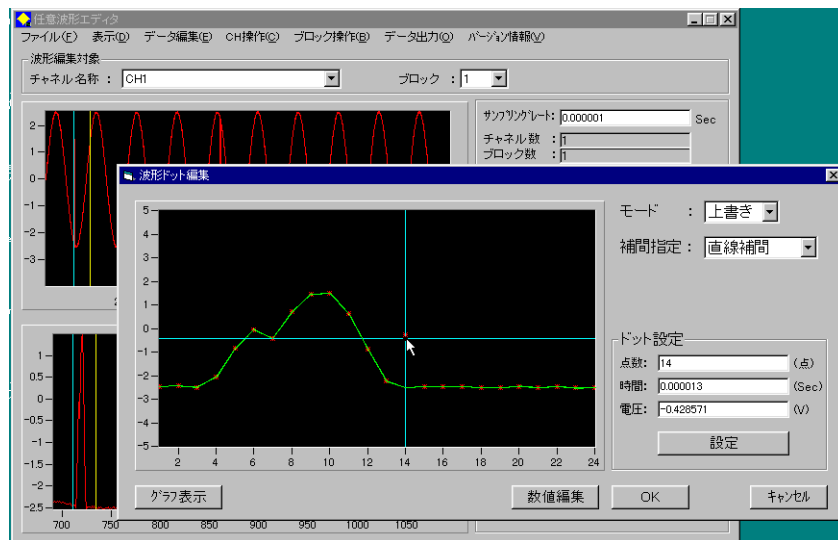 任意波形エディタ
ファイル(F) 表示(D) データ編集(E) CH操作(C) ブロック操作(B) データ出力(O) バージョン情報(V)
波形編集対象
チャネル名称 : CH1 ブロック : 1
サンプリングレート: 0.000001 Sec
チャネル数 : 1
ブロック数 : 1
2
1
0
-1
-2
-3
波形ドット編集
モード : 上書き
補間指定 : 直線補間
5
4
3
2
1
0
-1
-2
-3
-4
-5
2 4 6 8 10 12 14 16 18 20 22 24
ドット設定
点数: 14 (点)
時間: 0.000013 (Sec)
電圧: -0.428571 (V)
設定
グラフ表示 数値編集 OK キャンセル
1
0.5
0
-0.5
-1
-1.5
-2
-2.5
700 750 800 850 900 950 1000 1050